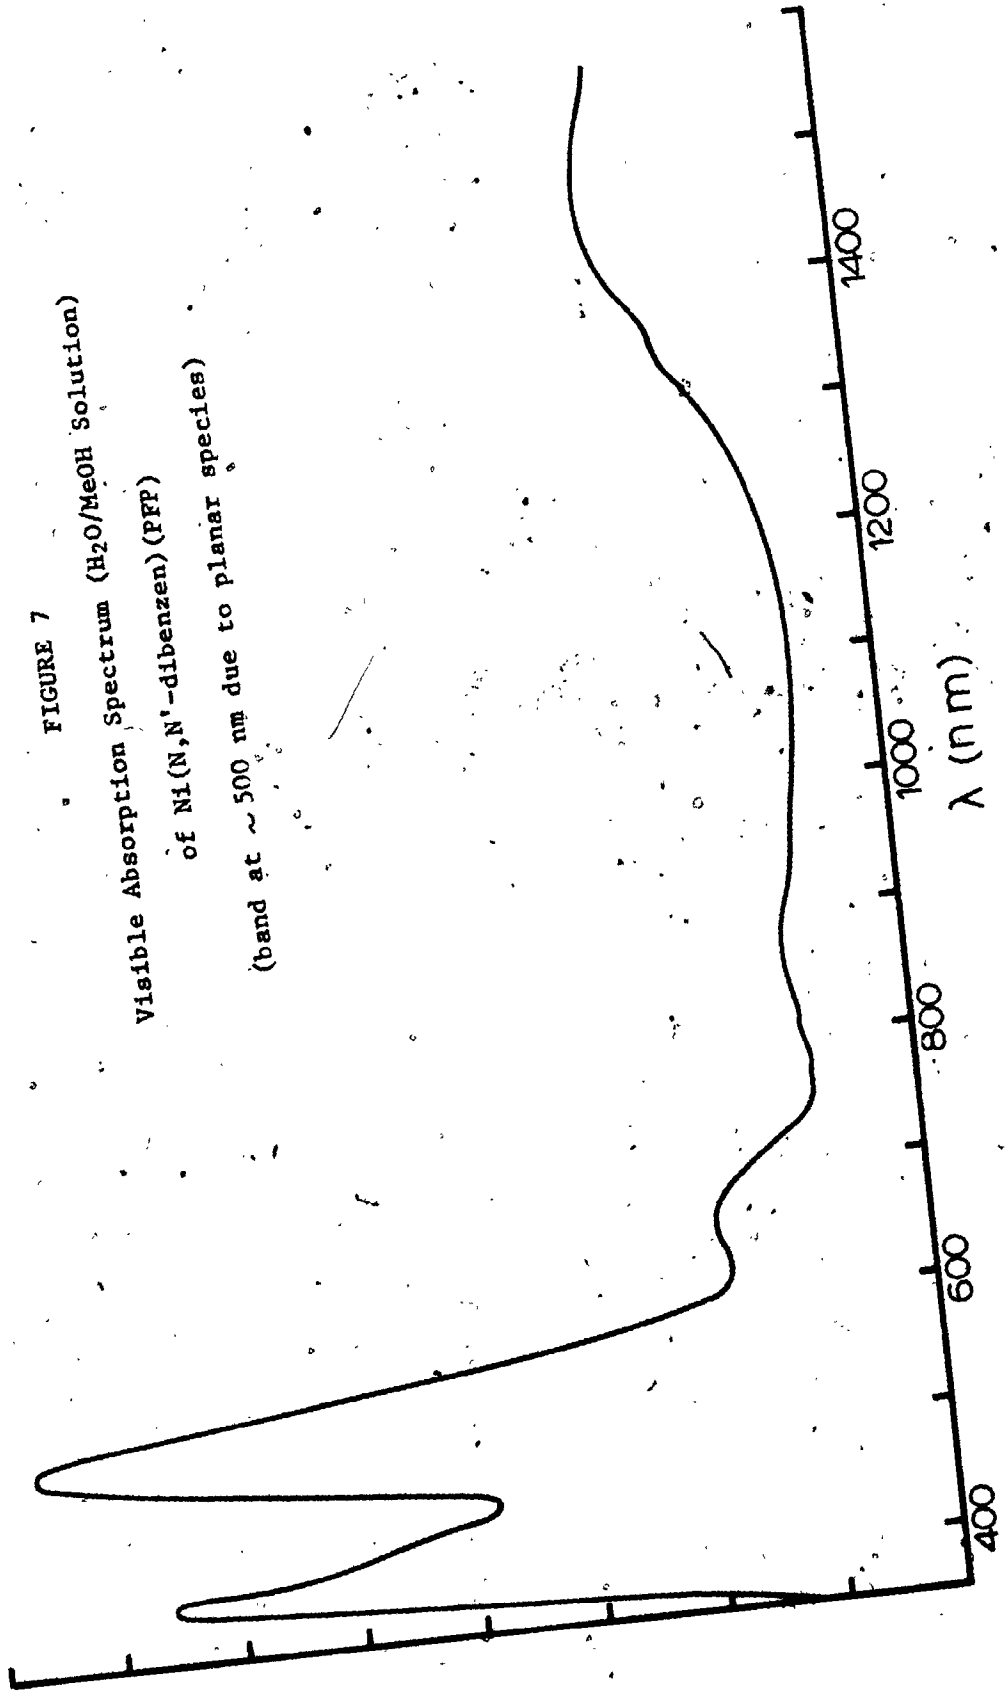 FIGURE 7
Visible Absorption Spectrum (H₂O/MeOH Solution)
of Ni(N,N'-dibenzen)(PFP)
(band at ~ 500 nm due to planar species)
400
600
800
1000
1200
1400
λ (nm)